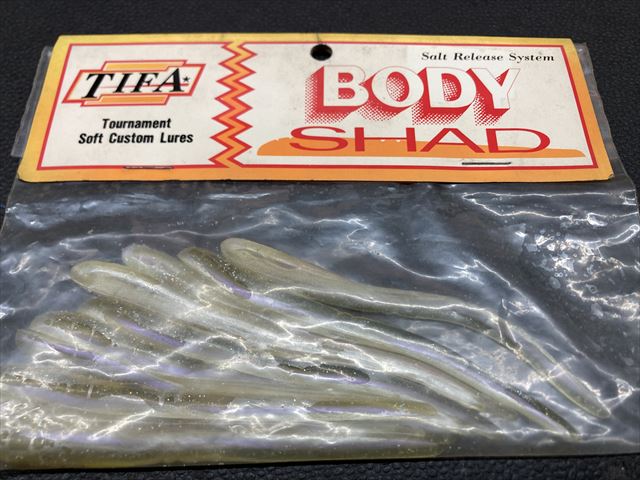 TIFA
Tournament
Soft Custom Lures
Salt Release System
BODY
SHAD